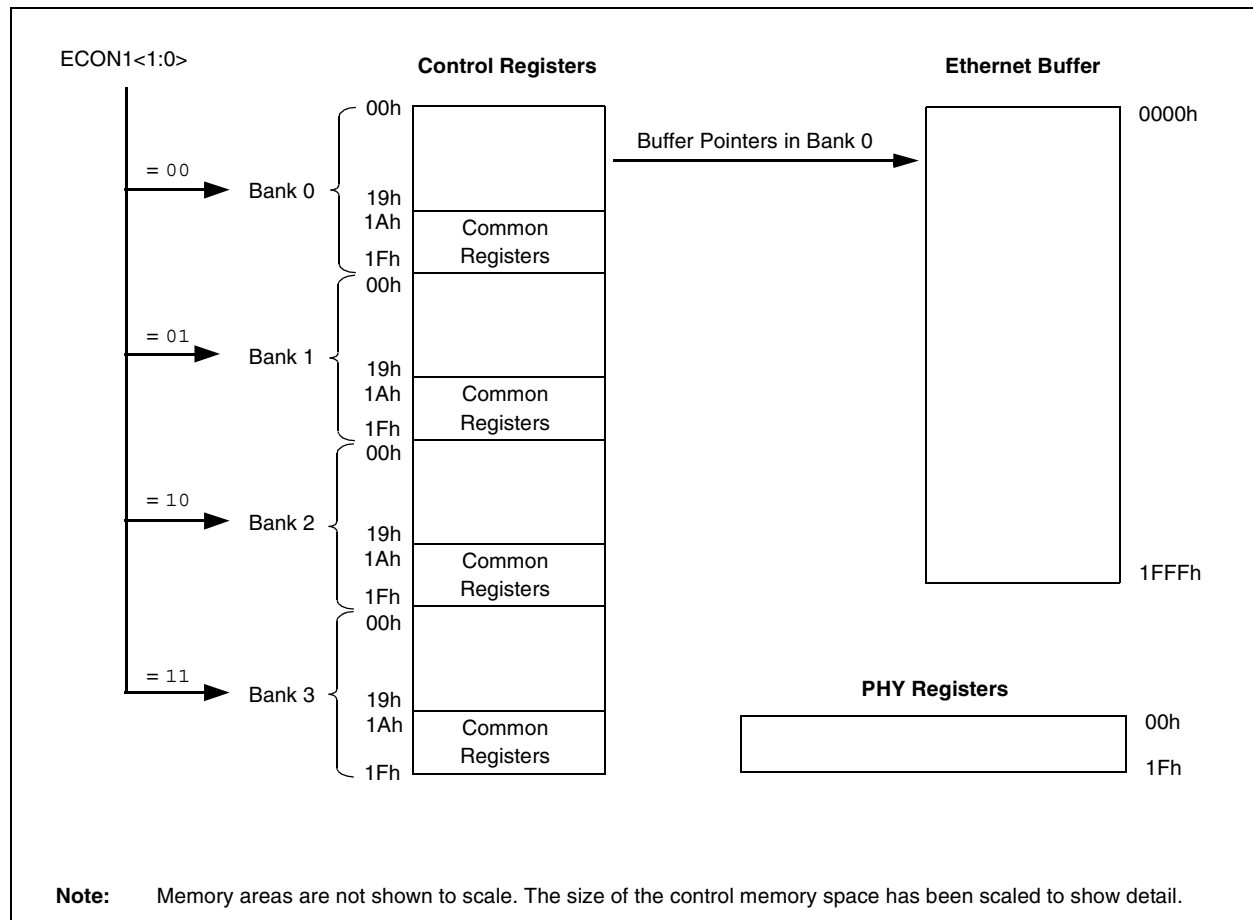 ECON1<1:0>
Control Registers
Ethernet Buffer
= 00
Bank 0
00h
19h
1Ah
1Fh
Common
Registers
Buffer Pointers in Bank 0
0000h
1FFFh
= 01
Bank 1
00h
19h
1Ah
1Fh
Common
Registers
= 10
Bank 2
00h
19h
1Ah
1Fh
Common
Registers
= 11
Bank 3
00h
19h
1Ah
1Fh
Common
Registers
PHY Registers
00h
1Fh
Note: Memory areas are not shown to scale. The size of the control memory space has been scaled to show detail.